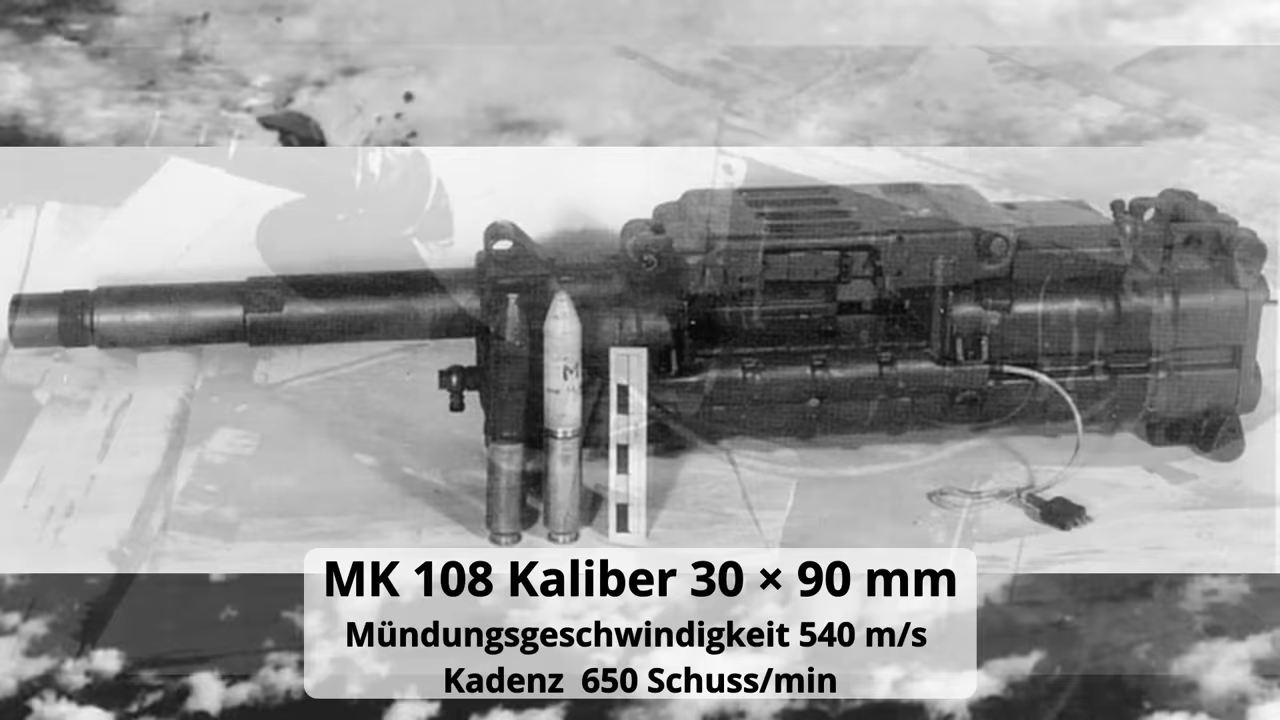 M
MK 108 Kaliber 30 × 90 mm
Mündungsgeschwindigkeit 540 m/s
Kadenz 650 Schuss/min